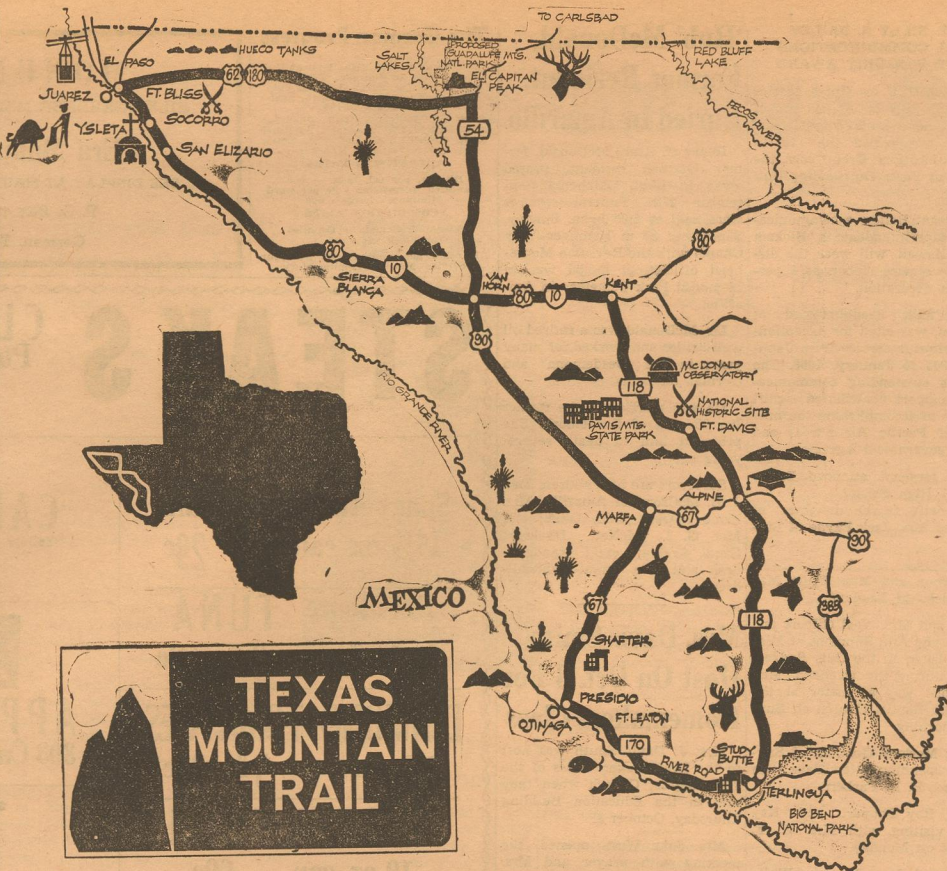 TO CARLSBAD
HUECO TANKS
EL PASO
SALT
LAKES
PROPOSED
GUADALUPE MTS.
NATL PARK
EL CAPITAN
PEAK
RED BLUFF
LAKE
62 180
JUAREZ
FT. BLISS
PECOS RIVER
YSLETA
SOCORRO
54
SAN ELIZARIO
80
80
10
SIERRA
BLANCA
VAN
HORN
80
10
KENT
90
RIO GRANDE RIVER
McDONALD
OBSERVATORY
118
NATIONAL
HISTORIC SITE
DAVIS MTS.
STATE PARK
FT. DAVIS
ALPINE
MARFA
67
90
MEXICO
67
385
118
SHAFTER
TEXAS
MOUNTAIN
TRAIL
PRESIDIO
OJINAGA
FT. LEATON
170
RIVER ROAD
STUDY
BUTTE
TERLINGUA
BIG BEND
NATIONAL PARK